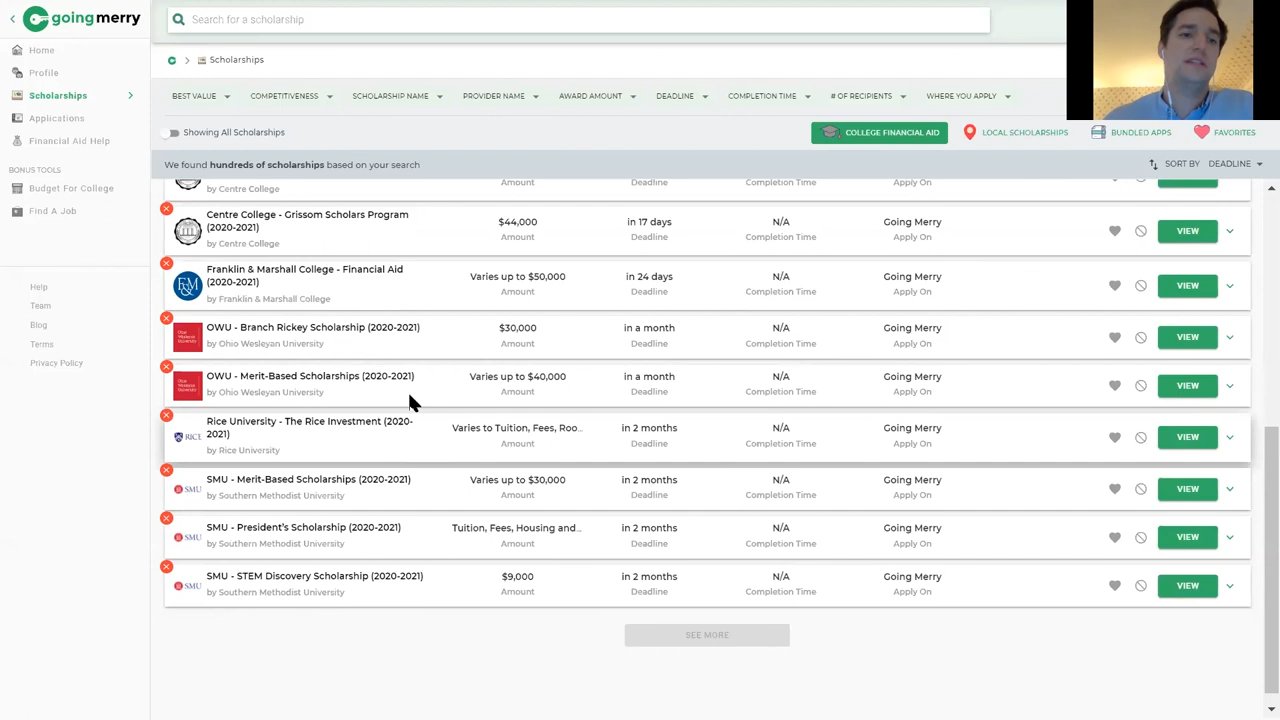 going merry
Search for a scholarship
Home
Profile
Scholarships
Applications
Financial Aid Help
BONUS TOOLS
Budget For College
Find A Job
Help
Team
Blog
Terms
Privacy Policy
Scholarships
BEST VALUE COMPETITIVENESS SCHOLARSHIP NAME PROVIDER NAME AWARD AMOUNT DEADLINE COMPLETION TIME # OF RECIPIENTS WHERE YOU APPLY
Showing All Scholarships COLLEGE FINANCIAL AID LOCAL SCHOLARSHIPS BUNDLED APPS FAVORITES
We found hundreds of scholarships based on your search SORT BY DEADLINE
by Centre College Amount Deadline Completion Time Apply On
Centre College - Grissom Scholars Program
(2020-2021)
by Centre College
$44,000 in 17 days N/A Going Merry VIEW
Amount Deadline Completion Time Apply On
Franklin & Marshall College - Financial Aid
(2020-2021)
by Franklin & Marshall College
Varies up to $50,000 in 24 days N/A Going Merry VIEW
Amount Deadline Completion Time Apply On
F&M
OWU - Branch Rickey Scholarship (2020-2021) $30,000 in a month N/A Going Merry VIEW
by Ohio Wesleyan University Amount Deadline Completion Time Apply On
OWU - Merit-Based Scholarships (2020-2021) Varies up to $40,000 in a month N/A Going Merry VIEW
by Ohio Wesleyan University Amount Deadline Completion Time Apply On
Rice University - The Rice Investment (2020-
2021)
by Rice University
Varies to Tuition, Fees, Roo... in 2 months N/A Going Merry VIEW
Amount Deadline Completion Time Apply On
RICE
SMU - Merit-Based Scholarships (2020-2021) Varies up to $30,000 in 2 months N/A Going Merry VIEW
SMU
by Southern Methodist University Amount Deadline Completion Time Apply On
SMU - President's Scholarship (2020-2021) Tuition, Fees, Housing and... in 2 months N/A Going Merry VIEW
SMU
by Southern Methodist University Amount Deadline Completion Time Apply On
SMU - STEM Discovery Scholarship (2020-2021) $9,000 in 2 months N/A Going Merry VIEW
SMU
by Southern Methodist University Amount Deadline Completion Time Apply On
SEE MORE